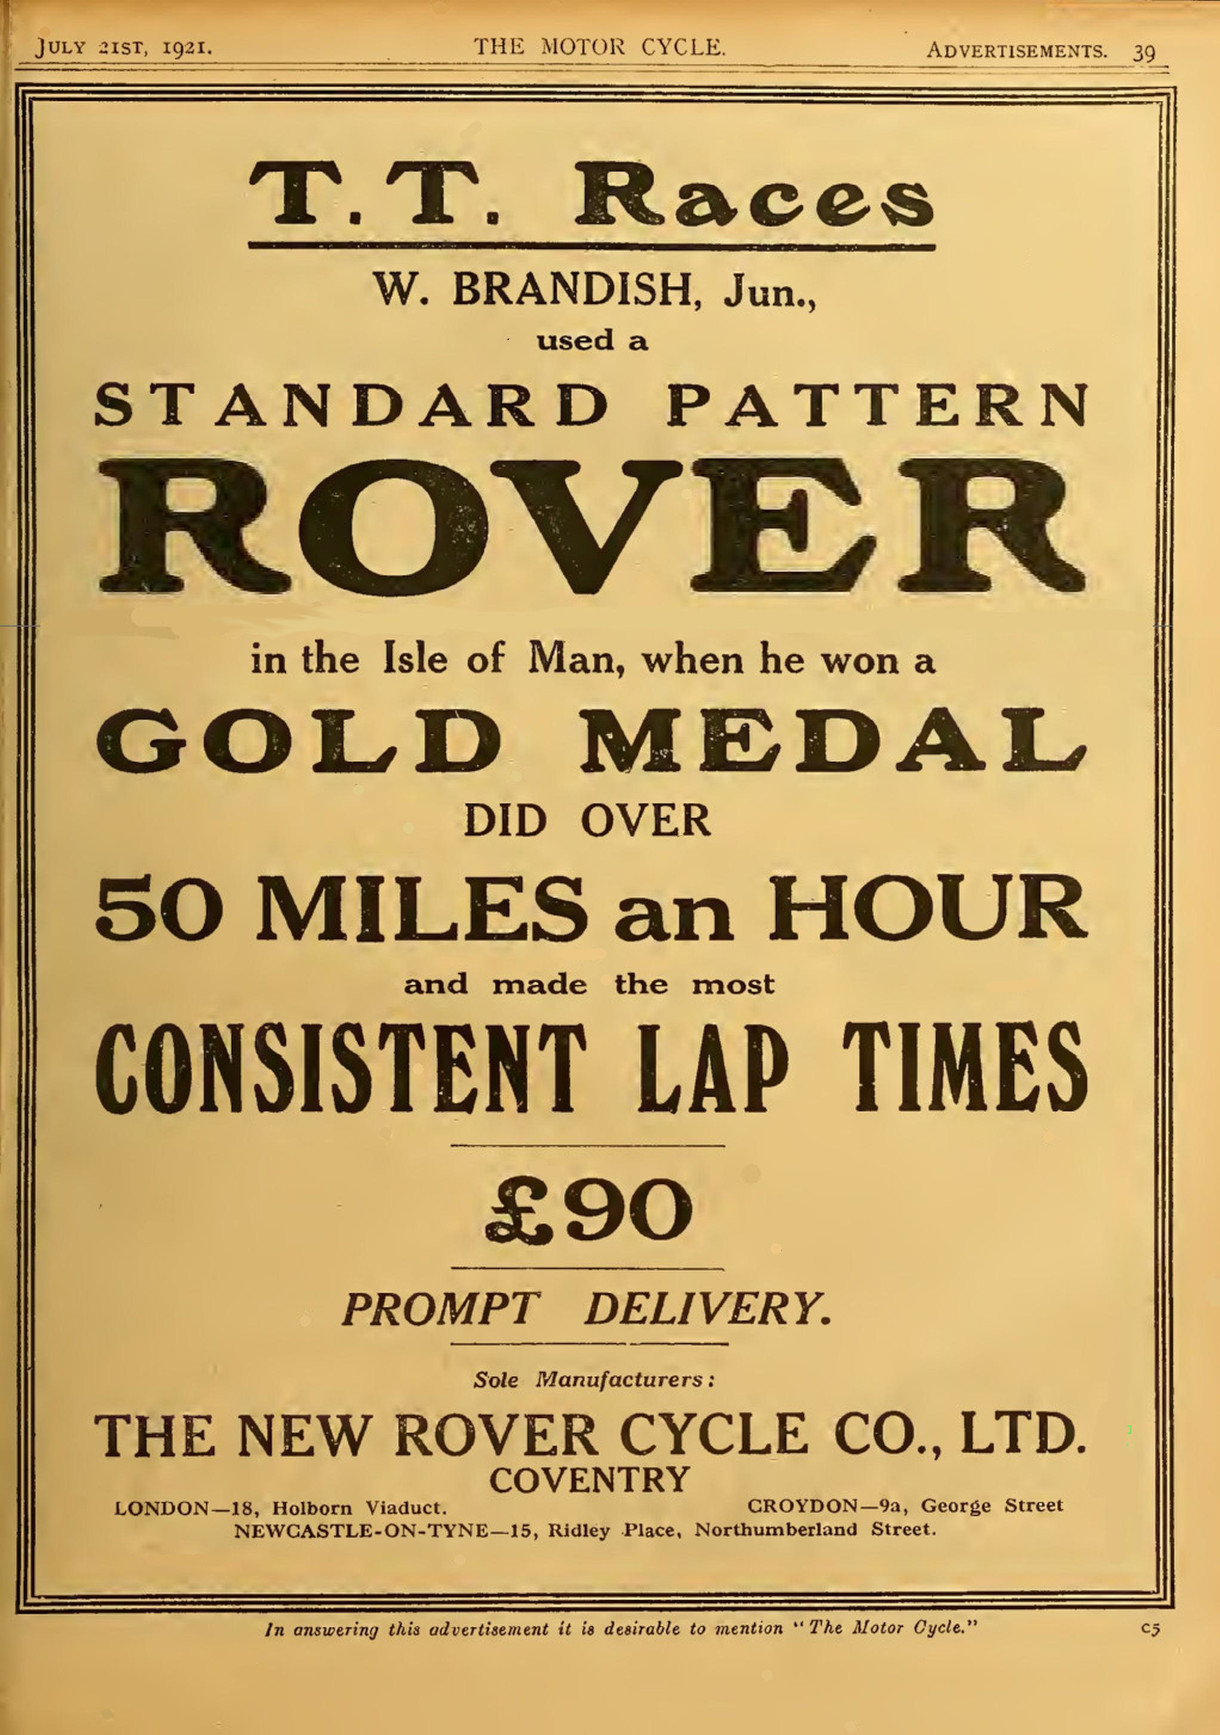 JULY 21ST, 1921. THE MOTOR CYCLE. ADVERTISEMENTS. 39
T.T. Races
W. BRANDISH, Jun.,
used a
STANDARD PATTERN
ROVER
in the Isle of Man, when he won a
GOLD MEDAL
DID OVER
50 MILES an HOUR
and made the most
CONSISTENT LAP TIMES
£90
PROMPT DELIVERY.
Sole Manufacturers:
THE NEW ROVER CYCLE CO., LTD.
COVENTRY
LONDON—18, Holborn Viaduct. CROYDON—9a, George Street
NEWCASTLE-ON-TYNE—15, Ridley Place, Northumberland Street.
In answering this advertisement it is desirable to mention "The Motor Cycle." C5